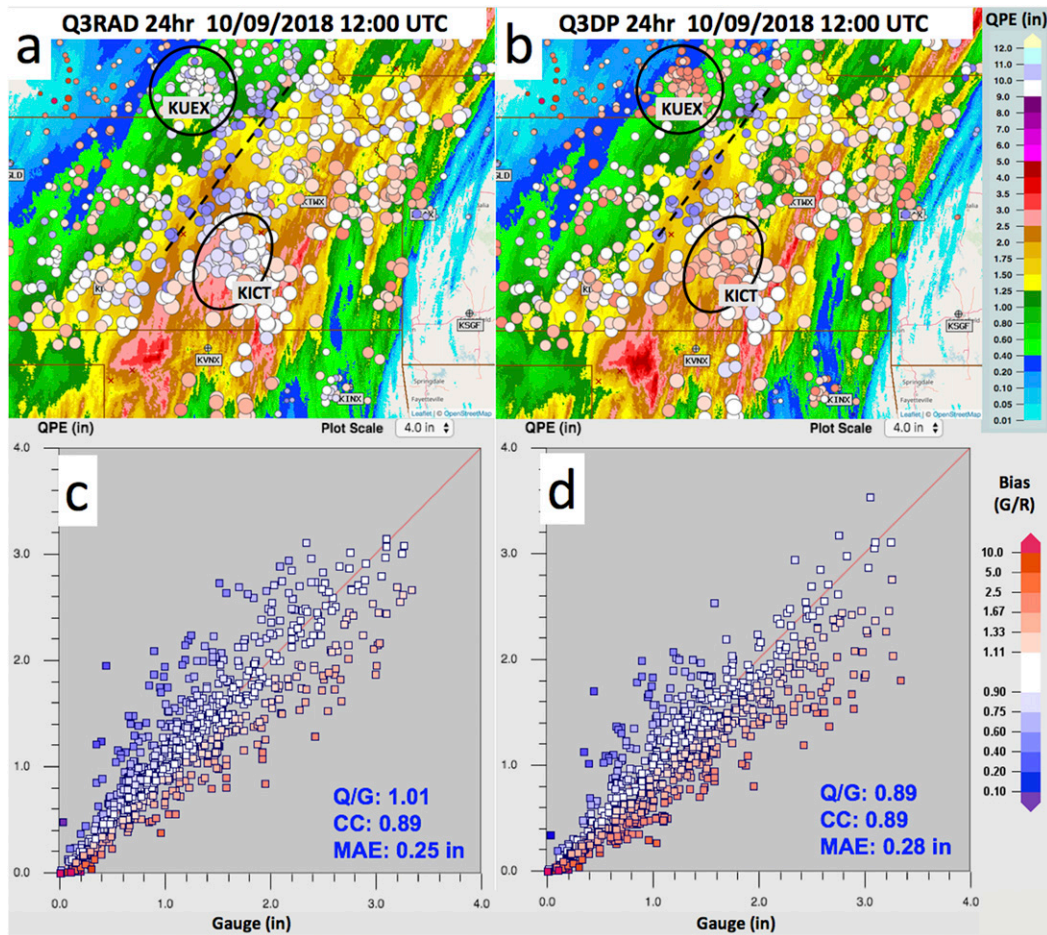 Q3RAD 24hr 10/09/2018 12:00 UTC
Q3DP 24hr 10/09/2018 12:00 UTC
QPE (in)
a
KUEX
GLD
KTWX
KICT
KVNX
KINX
KSGF
Springdale
Fayetteville
Leaflet | © OpenStreetMap
b
KUEX
KTWX
KICT
KVNX
KINX
KSGF
Springdale
Fayetteville
Leaflet | © OpenStreetMap
12.0
11.0
10.0
9.0
8.0
7.0
6.0
5.0
4.0
3.5
3.0
2.5
2.0
1.75
1.50
1.25
1.00
0.80
0.60
0.40
0.20
0.10
0.05
0.01
QPE (in)
Plot Scale
4.0 in
QPE (in)
Plot Scale
4.0 in
c
4.0
3.0
2.0
1.0
0.0
0.0
1.0
2.0
3.0
4.0
Q/G: 1.01
CC: 0.89
MAE: 0.25 in
Gauge (in)
d
4.0
3.0
2.0
1.0
0.0
0.0
1.0
2.0
3.0
4.0
Q/G: 0.89
CC: 0.89
MAE: 0.28 in
Gauge (in)
Bias
(G/R)
10.0
5.0
2.5
1.67
1.33
1.11
0.90
0.75
0.60
0.40
0.20
0.10